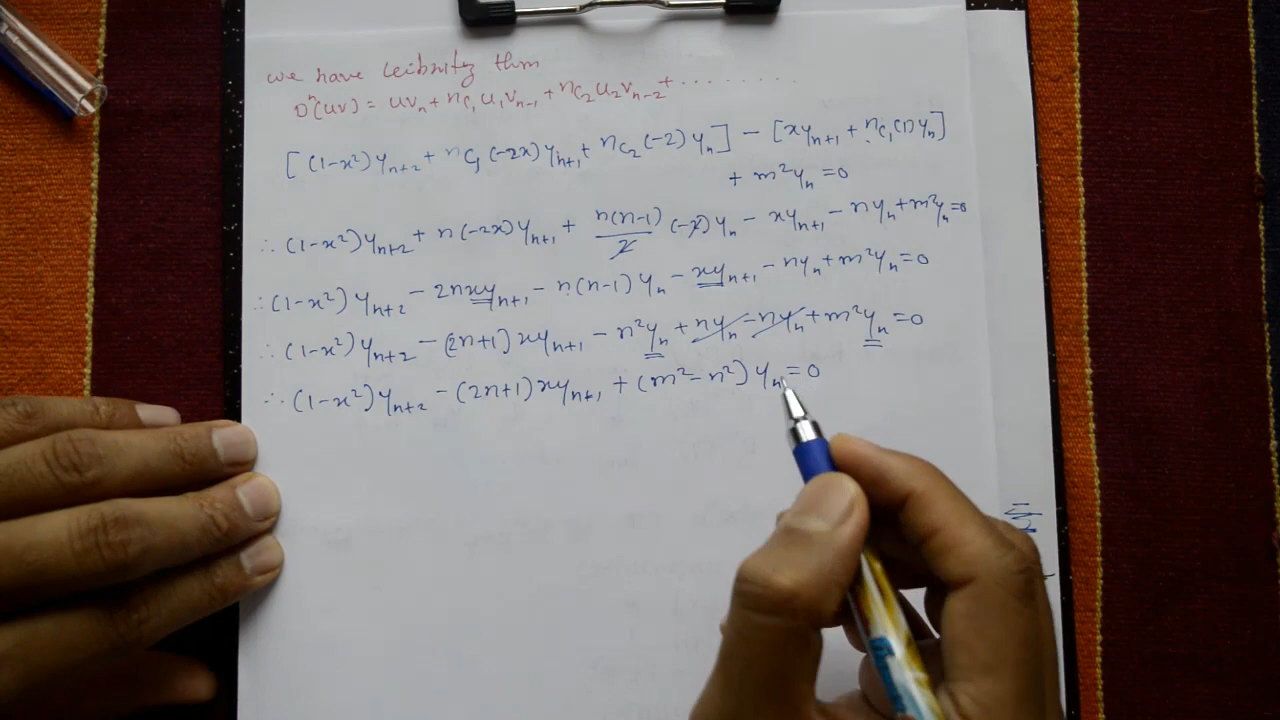 we have leibnitz thm
Dⁿ(uv) = uvₙ + nC₁u₁vₙ₋₁ + nC₂u₂vₙ₋₂ + ........
[(1-x²)yₙ₊₂ + nC₁(-2x)yₙ₊₁ + nC₂(-2)yₙ] - [xyₙ₊₁ + nC₁(1)yₙ]
+ m²yₙ = 0
∴ (1-x²)yₙ₊₂ + n(-2x)yₙ₊₁ + n(n-1)/2 (-2)yₙ - xyₙ₊₁ - nyₙ + m²yₙ = 0
∴ (1-x²)yₙ₊₂ - 2nxyₙ₊₁ - n(n-1)yₙ - xyₙ₊₁ - nyₙ + m²yₙ = 0
∴ (1-x²)yₙ₊₂ - (2n+1)xyₙ₊₁ - n²yₙ + nyₙ - nyₙ + m²yₙ = 0
∴ (1-x²)yₙ₊₂ - (2n+1)xyₙ₊₁ + (m²-n²)yₙ = 0